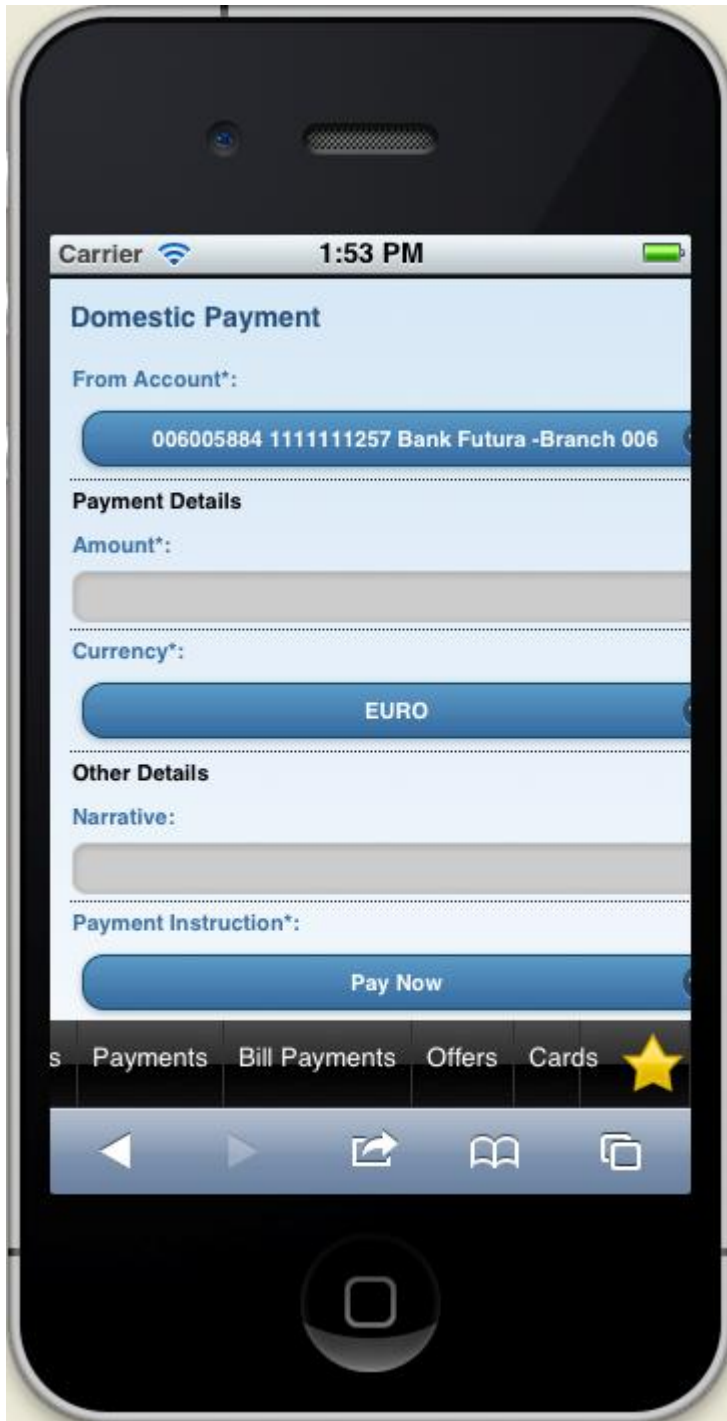 Carrier 1:53 PM
Domestic Payment
From Account*:
006005884 1111111257 Bank Futura -Branch 006
Payment Details
Amount*:
Currency*:
EURO
Other Details
Narrative:
Payment Instruction*:
Pay Now
s Payments Bill Payments Offers Cards